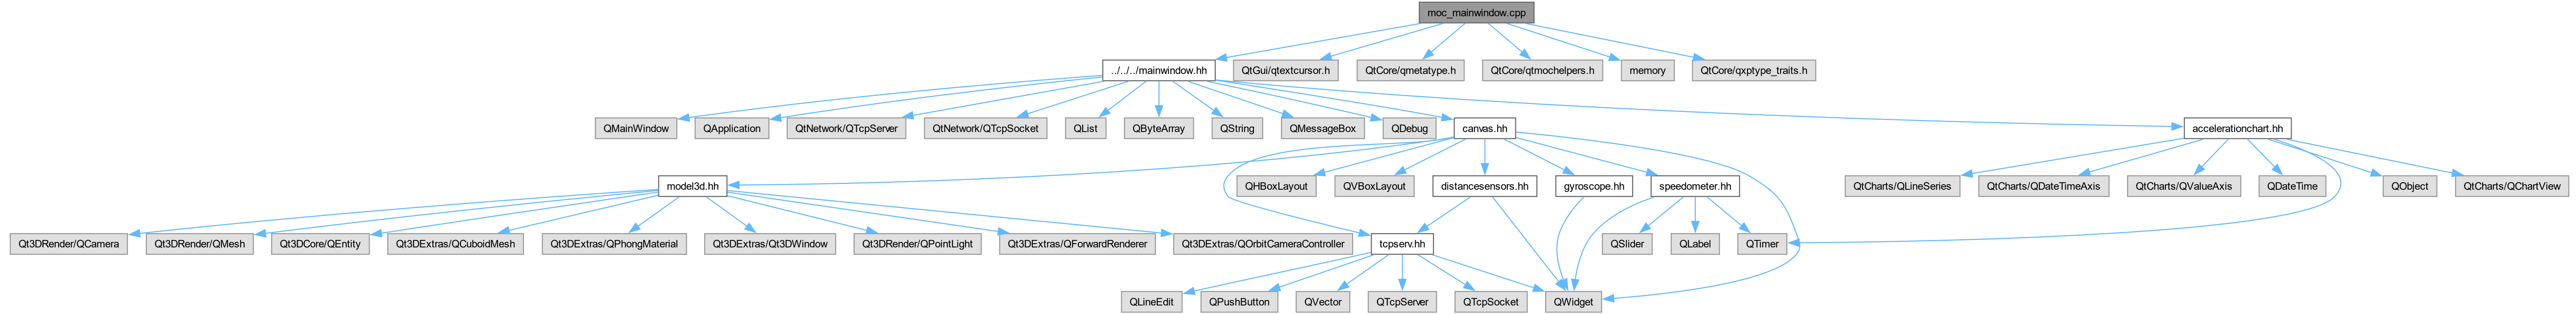 moc_mainwindow.cpp
../../../mainwindow.hh
QtGui/qtextcursor.h
QtCore/qmetatype.h
QtCore/qtmochelpers.h
memory
QtCore/qxptype_traits.h
QMainWindow
QApplication
QtNetwork/QTcpServer
QtNetwork/QTcpSocket
QList
QByteArray
QString
QMessageBox
QDebug
canvas.hh
accelerationchart.hh
model3d.hh
QHBoxLayout
QVBoxLayout
distancesensors.hh
gyroscope.hh
speedometer.hh
QtCharts/QLineSeries
QtCharts/QDateTimeAxis
QtCharts/QValueAxis
QDateTime
QObject
QtCharts/QChartView
Qt3DRender/QCamera
Qt3DRender/QMesh
Qt3DCore/QEntity
Qt3DExtras/QCuboidMesh
Qt3DExtras/QPhongMaterial
Qt3DExtras/Qt3DWindow
Qt3DRender/QPointLight
Qt3DExtras/QForwardRenderer
Qt3DExtras/QOrbitCameraController
tcpserv.hh
QSlider
QLabel
QTimer
QLineEdit
QPushButton
QVector
QTcpServer
QTcpSocket
QWidget